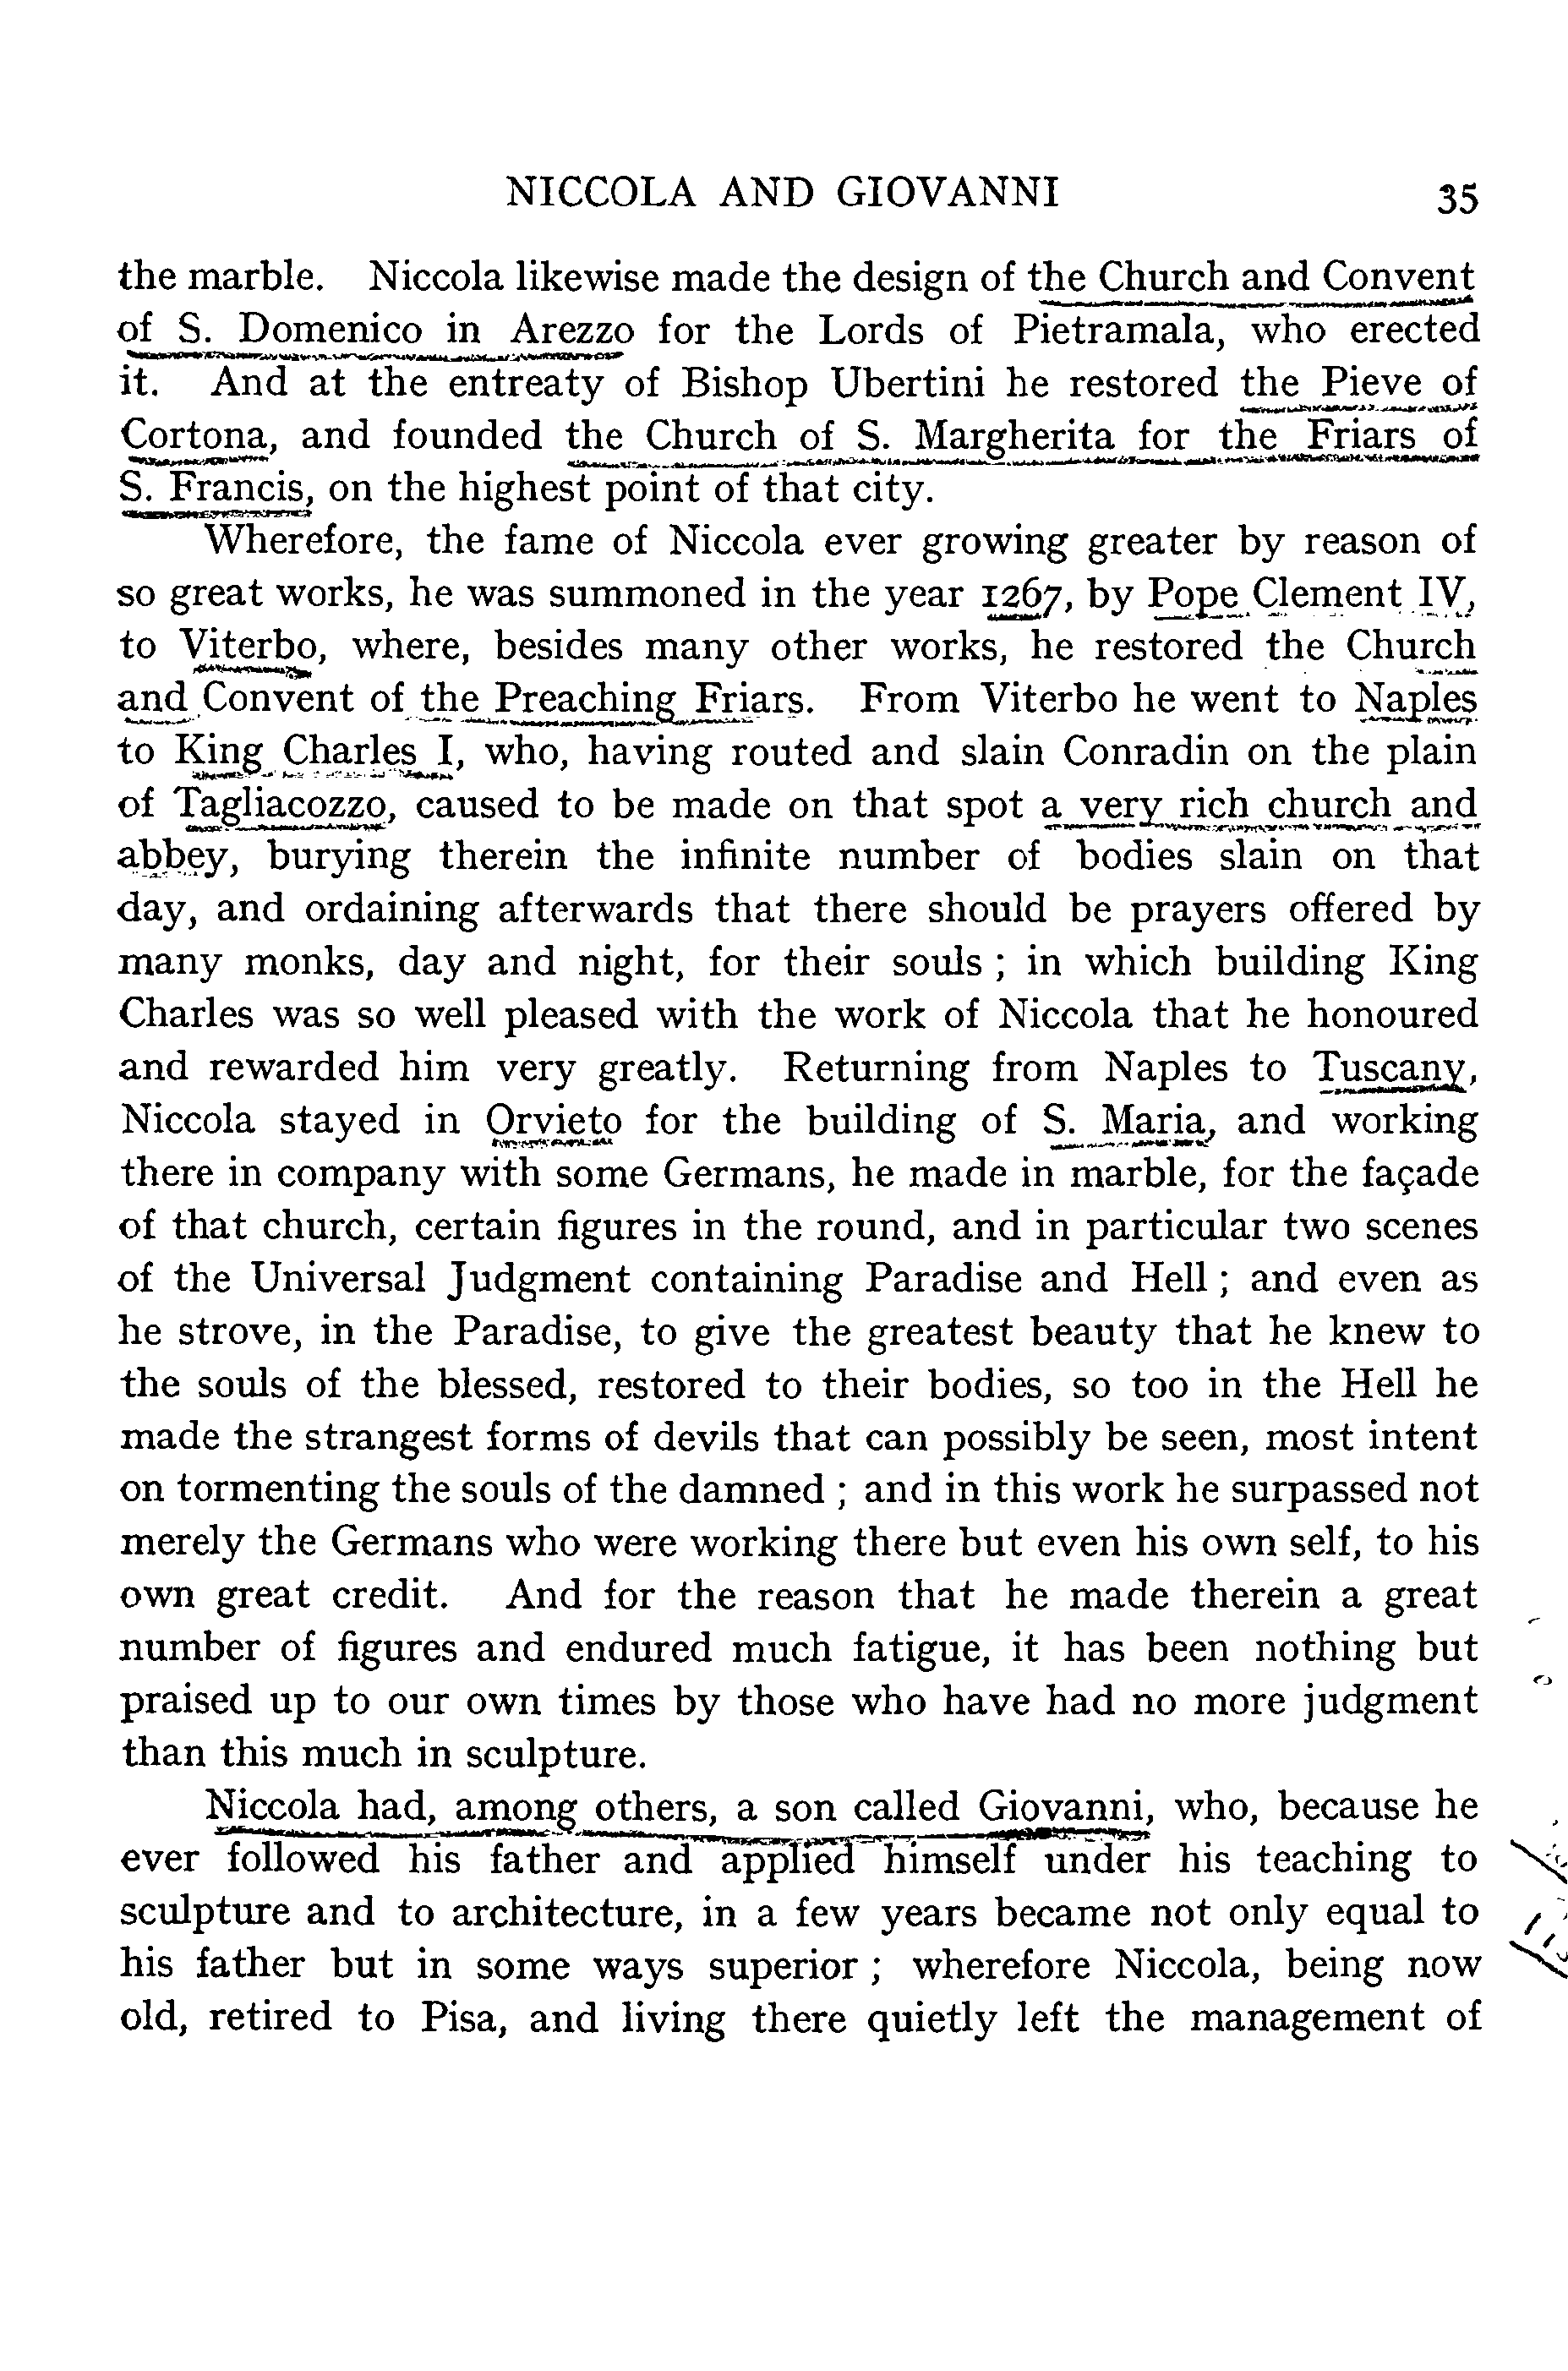 NICCOLA AND GIOVANNI 35
the marble. Niccola likewise made the design of the Church and Convent
of S. Domenico in Arezzo for the Lords of Pietramala, who erected
it. And at the entreaty of Bishop Ubertini he restored the Pieve of
Cortona, and founded the Church of S. Margherita for the Friars of
S. Francis, on the highest point of that city.
Wherefore, the fame of Niccola ever growing greater by reason of
so great works, he was summoned in the year 1267, by Pope Clement IV,
to Viterbo, where, besides many other works, he restored the Church
and Convent of the Preaching Friars. From Viterbo he went to Naples
to King Charles I, who, having routed and slain Conradin on the plain
of Tagliacozzo, caused to be made on that spot a very rich church and
abbey, burying therein the infinite number of bodies slain on that
day, and ordaining afterwards that there should be prayers offered by
many monks, day and night, for their souls ; in which building King
Charles was so well pleased with the work of Niccola that he honoured
and rewarded him very greatly. Returning from Naples to Tuscany,
Niccola stayed in Orvieto for the building of S. Maria, and working
there in company with some Germans, he made in marble, for the façade
of that church, certain figures in the round, and in particular two scenes
of the Universal Judgment containing Paradise and Hell ; and even as
he strove, in the Paradise, to give the greatest beauty that he knew to
the souls of the blessed, restored to their bodies, so too in the Hell he
made the strangest forms of devils that can possibly be seen, most intent
on tormenting the souls of the damned ; and in this work he surpassed not
merely the Germans who were working there but even his own self, to his
own great credit. And for the reason that he made therein a great
number of figures and endured much fatigue, it has been nothing but
praised up to our own times by those who have had no more judgment
than this much in sculpture.
Niccola had, among others, a son called Giovanni, who, because he
ever followed his father and applied himself under his teaching to
sculpture and to architecture, in a few years became not only equal to
his father but in some ways superior ; wherefore Niccola, being now
old, retired to Pisa, and living there quietly left the management of